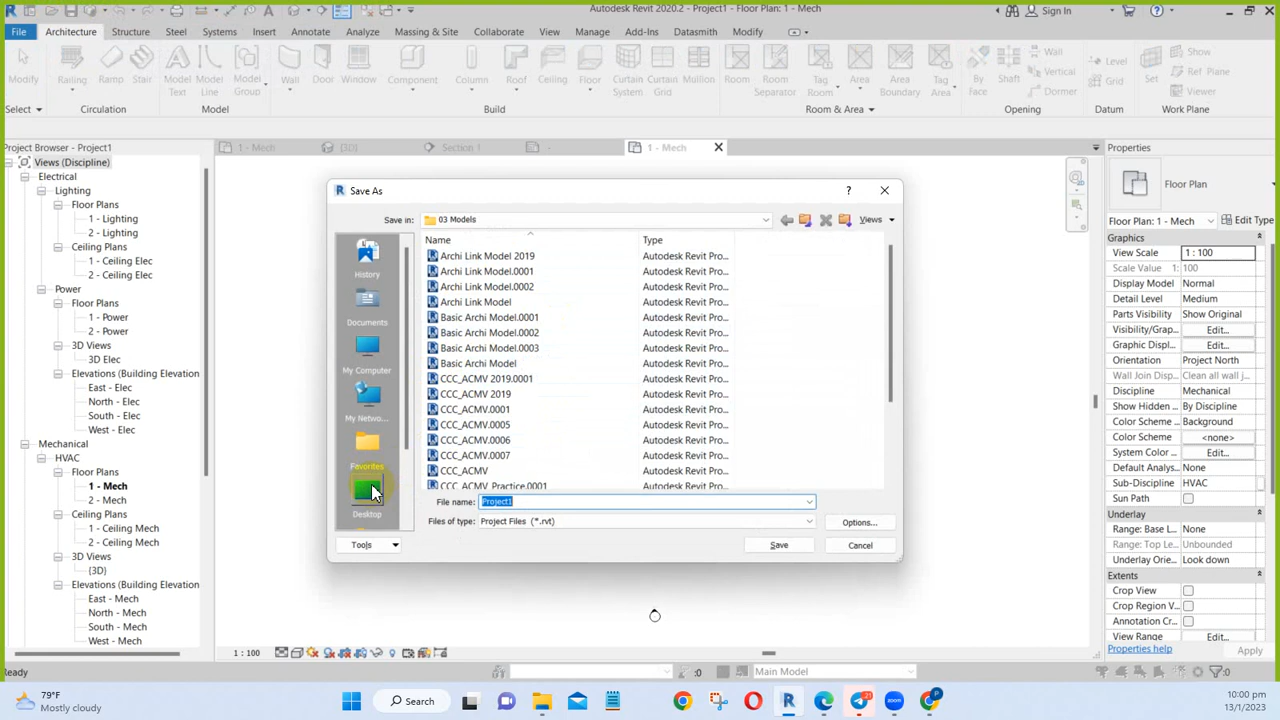 Autodesk Revit 2020.2 - Project1 - Floor Plan: 1 - Mech
Sign In
File Architecture Structure Steel Systems Insert Annotate Analyze Massing & Site Collaborate View Manage Add-Ins Datasmith Modify
Modify Railing Ramp Stair Model Text Model Line Model Group Wall Door Window Component Column Roof Ceiling Floor Curtain System Curtain Grid Mullion Room Room Separator Tag Room Area Area Boundary Tag Area By Face Shaft Wall Vertical Dormer Level Grid Set Show Ref Plane Viewer
Select Circulation Model Build Room & Area Opening Datum Work Plane
Project Browser - Project1
Views (Discipline)
Electrical
Lighting
Floor Plans
1 - Lighting
2 - Lighting
Ceiling Plans
1 - Ceiling Elec
2 - Ceiling Elec
Power
Floor Plans
1 - Power
2 - Power
3D Views
3D Elec
Elevations (Building Elevation
East - Elec
North - Elec
South - Elec
West - Elec
Mechanical
HVAC
Floor Plans
1 - Mech
2 - Mech
Ceiling Plans
1 - Ceiling Mech
2 - Ceiling Mech
3D Views
{3D}
Elevations (Building Elevation
East - Mech
North - Mech
South - Mech
West - Mech
1 - Mech {3D} Section 1 - 1 - Mech
Save As
Save in: 03 Models Views
History
Documents
My Computer
My Netwo...
Favorites
Desktop
Name Type
Archi Link Model 2019 Autodesk Revit Pro...
Archi Link Model.0001 Autodesk Revit Pro...
Archi Link Model.0002 Autodesk Revit Pro...
Archi Link Model Autodesk Revit Pro...
Basic Archi Model.0001 Autodesk Revit Pro...
Basic Archi Model.0002 Autodesk Revit Pro...
Basic Archi Model.0003 Autodesk Revit Pro...
Basic Archi Model Autodesk Revit Pro...
CCC_ACMV 2019.0001 Autodesk Revit Pro...
CCC_ACMV 2019 Autodesk Revit Pro...
CCC_ACMV.0001 Autodesk Revit Pro...
CCC_ACMV.0005 Autodesk Revit Pro...
CCC_ACMV.0006 Autodesk Revit Pro...
CCC_ACMV.0007 Autodesk Revit Pro...
CCC_ACMV Autodesk Revit Pro...
CCC_ACMV_Practice.0001 Autodesk Revit Pro...
File name: Project1
Files of type: Project Files (*.rvt) Options...
Tools Save Cancel
Properties
Floor Plan
Floor Plan: 1 - Mech Edit Type
Graphics
View Scale 1 : 100
Scale Value 1: 100
Display Model Normal
Detail Level Medium
Parts Visibility Show Original
Visibility/Grap... Edit...
Graphic Displ... Edit...
Orientation Project North
Wall Join Displ... Clean all wall j...
Discipline Mechanical
Show Hidden ... By Discipline
Color Scheme ... Background
Color Scheme <none>
System Color ... Edit...
Default Analys... None
Sub-Discipline HVAC
Sun Path
Underlay
Range: Base L... None
Range: Top Le... Unbounded
Underlay Orie... Look down
Extents
Crop View
Crop Region V...
Annotation Cr...
View Range Edit...
Properties help Apply
1 : 100
Ready :0 Main Model :0
79°F
Mostly cloudy
Search
10:00 pm
13/1/2023